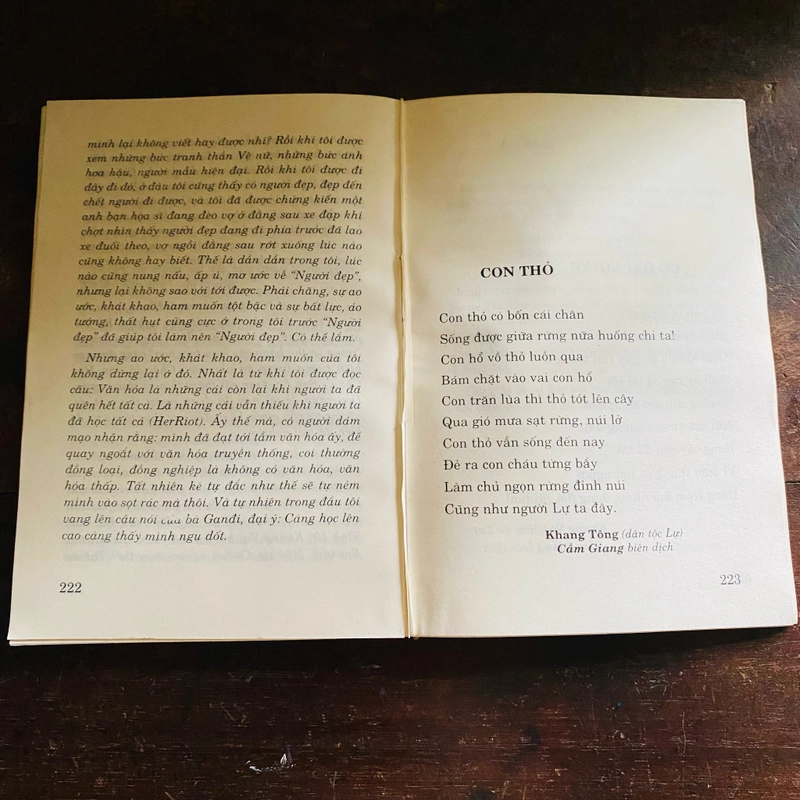 mình lại không viết hay được nhỉ? Rồi khi tôi được
xem những bức tranh thần Vệ nữ, những bức ảnh
hoa hậu, người mẫu hiện đại. Rồi khi tôi được đi
đây đi đó, ở đâu tôi cũng thấy có người đẹp, đẹp đến
chết người đi được, và tôi đã được chứng kiến một
anh bạn họa sĩ đang đèo vợ ở đằng sau xe đạp khi
chợt nhìn thấy người đẹp đang đi phía trước đã lao
xe đuổi theo, vợ ngồi đằng sau rớt xuống lúc nào
cũng không hay biết. Thế là dần dần trong tôi, lúc
nào cũng nung nấu, ấp ủ, mơ ước về "Người đẹp",
nhưng lại không sao với tới được. Phải chăng, sự ao
ước, khát khao, ham muốn tột bậc và sự bất lực, ảo
tưởng, thất hụt cùng cực ở trong tôi trước "Người
đẹp" đã giúp tôi làm nên "Người đẹp". Có thể lắm.
Nhưng ao ước, khát khao, ham muốn của tôi
không dừng lại ở đó. Nhất là từ khi tôi được đọc
câu: Văn hóa là những cái còn lại khi người ta đã
quên hết tất cả. Là những cái vẫn thiếu khi người ta
đã học tất cả (HerRiot). Ấy thế mà, có người dám
mạo nhận rằng: mình đã đạt tới tầm văn hóa ấy, để
quay ngoắt với văn hóa truyền thống, coi thường
đồng loại, đồng nghiệp là không có văn hóa, văn
hóa thấp. Tất nhiên kẻ tự đắc như thế sẽ tự ném
mình vào sọt rác mà thôi. Và tự nhiên trong đầu tôi
vang lên câu nói của bà Ganđi, đại ý: Càng học lên
cao càng thấy mình ngu dốt.
222
CON THỎ
Con thỏ có bốn cái chân
Sống được giữa rừng nữa huống chi ta!
Con hổ vồ thỏ luôn qua
Bám chặt vào vai con hổ
Con trăn lùa thì thỏ tót lên cây
Qua gió mưa sạt rừng, núi lở
Con thỏ vẫn sống đến nay
Đẻ ra con cháu từng bầy
Làm chủ ngọn rừng đỉnh núi
Cũng như người Lự ta đây.
Khang Tông (dân tộc Lự)
Cầm Giang biên dịch
223